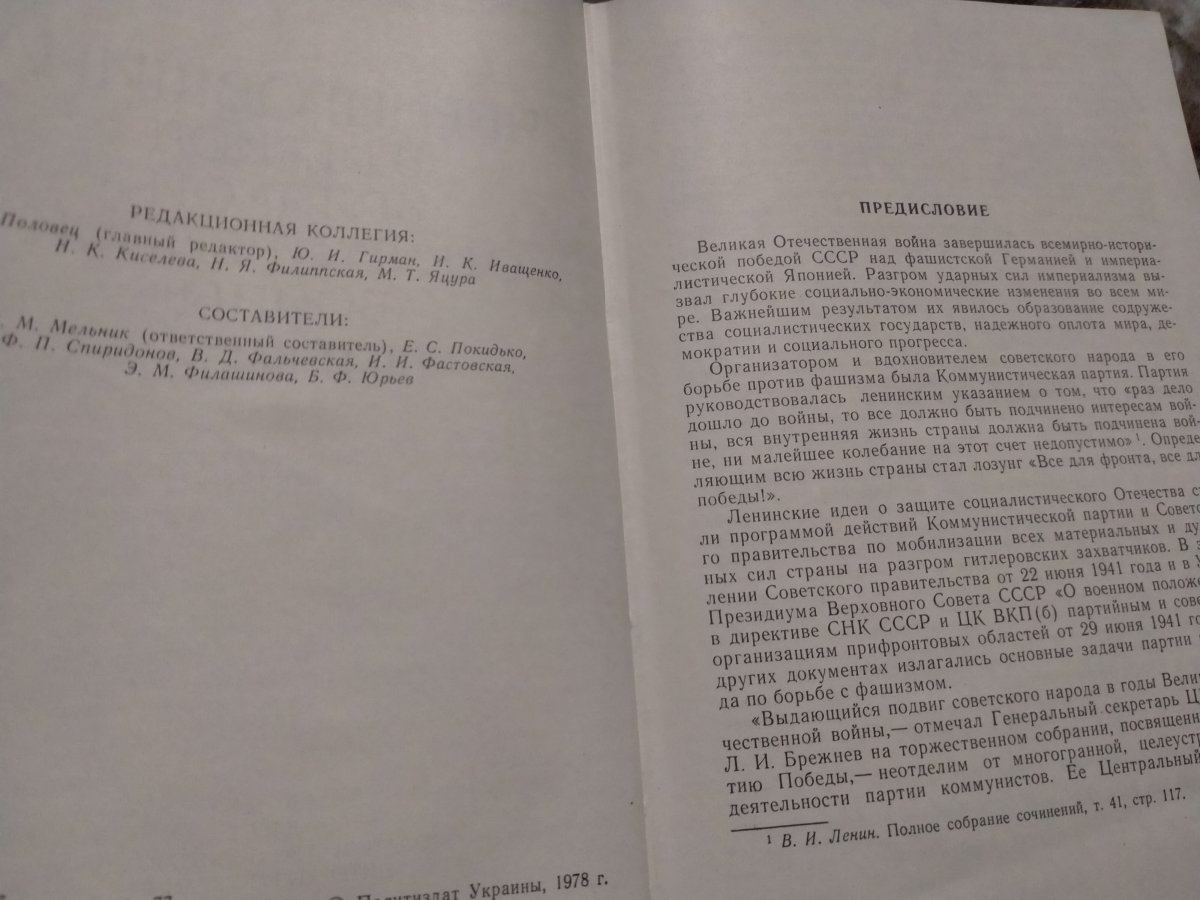 РЕДАКЦИОННАЯ КОЛЛЕГИЯ:
Половец (главный редактор), Ю. И. Гирман, И. К. Иващенко,
Н. К. Киселева, Н. Я. Филиппская, М. Т. Яцура
СОСТАВИТЕЛИ:
М. Мельник (ответственный составитель), Е. С. Покидько,
Ф. П. Спиридонов, В. Д. Фальчевская, И. И. Фастовская,
Э. М. Филашинова, Б. Ф. Юрьев
© Политиздат Украины, 1978 г.
ПРЕДИСЛОВИЕ
Великая Отечественная война завершилась всемирно-истори-
ческой победой СССР над фашистской Германией и империа-
листической Японией. Разгром ударных сил империализма вы-
звал глубокие социально-экономические изменения во всем ми-
ре. Важнейшим результатом их явилось образование содруже-
ства социалистических государств, надежного оплота мира, де-
мократии и социального прогресса.
Организатором и вдохновителем советского народа в его
борьбе против фашизма была Коммунистическая партия. Партия
руководствовалась ленинским указанием о том, что «раз дело
дошло до войны, то все должно быть подчинено интересам вой-
ны, вся внутренняя жизнь страны должна быть подчинена вой-
не, ни малейшее колебание на этот счет недопустимо» ¹. Опреде
ляющим всю жизнь страны стал лозунг «Все для фронта, все дл
победы!».
Ленинские идеи о защите социалистического Отечества ст
ли программой действий Коммунистической партии и Советс
го правительства по мобилизации всех материальных и ду
ных сил страны на разгром гитлеровских захватчиков. В з
лении Советского правительства от 22 июня 1941 года и в У
Президиума Верховного Совета СССР «О военном положе
в директиве СНК СССР и ЦК ВКП(б) партийным и сове
организациям прифронтовых областей от 29 июня 1941 го
других документах излагались основные задачи партии
да по борьбе с фашизмом.
«Выдающийся подвиг советского народа в годы Вели
чественной войны,— отмечал Генеральный секретарь Ц
Л. И. Брежнев на торжественном собрании, посвящен
тию Победы,— неотделим от многогранной, целеустр
деятельности партии коммунистов. Ее Центральный
¹ В. И. Ленин. Полное собрание сочинений, т. 41, стр. 117.